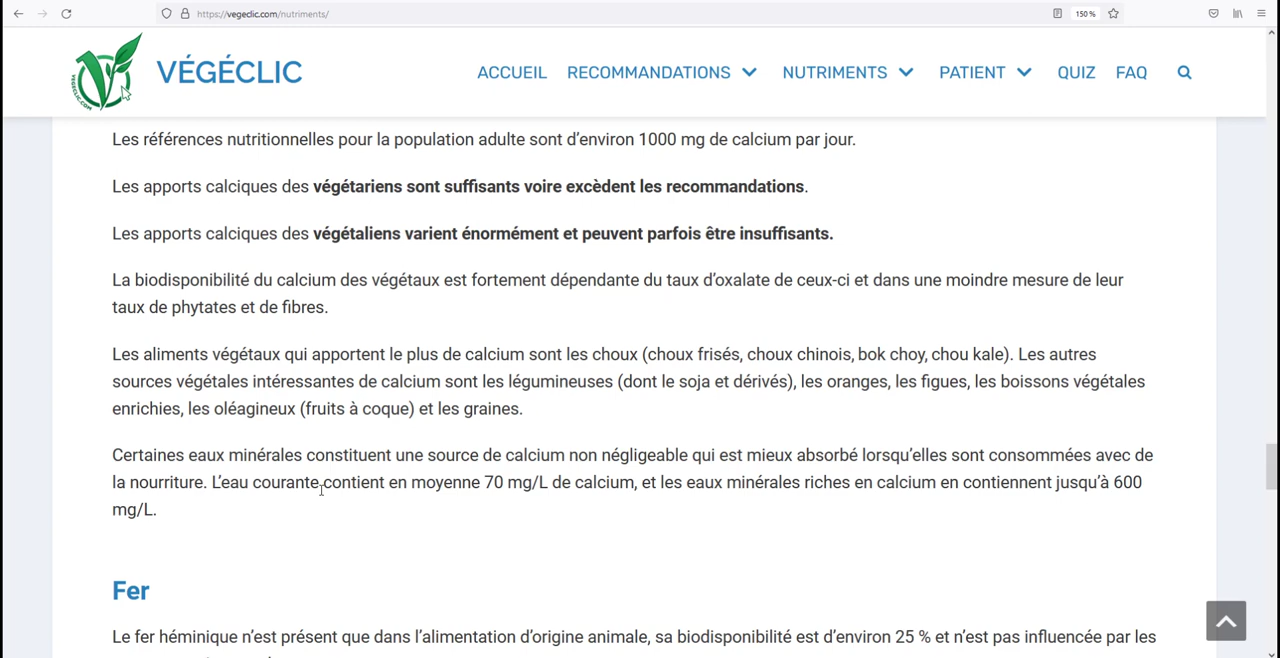 https://vegeclic.com/nutriments/
150 %
VEGECLIC.COM
VÉGÉCLIC
ACCUEIL RECOMMANDATIONS NUTRIMENTS PATIENT QUIZ FAQ
Les références nutritionnelles pour la population adulte sont d’environ 1000 mg de calcium par jour.
Les apports calciques des végétariens sont suffisants voire excèdent les recommandations.
Les apports calciques des végétaliens varient énormément et peuvent parfois être insuffisants.
La biodisponibilité du calcium des végétaux est fortement dépendante du taux d’oxalate de ceux-ci et dans une moindre mesure de leur
taux de phytates et de fibres.
Les aliments végétaux qui apportent le plus de calcium sont les choux (choux frisés, choux chinois, bok choy, chou kale). Les autres
sources végétales intéressantes de calcium sont les légumineuses (dont le soja et dérivés), les oranges, les figues, les boissons végétales
enrichies, les oléagineux (fruits à coque) et les graines.
Certaines eaux minérales constituent une source de calcium non négligeable qui est mieux absorbé lorsqu’elles sont consommées avec de
la nourriture. L’eau courante contient en moyenne 70 mg/L de calcium, et les eaux minérales riches en calcium en contiennent jusqu’à 600
mg/L.
Fer
Le fer héminique n’est présent que dans l’alimentation d’origine animale, sa biodisponibilité est d’environ 25 % et n’est pas influencée par les